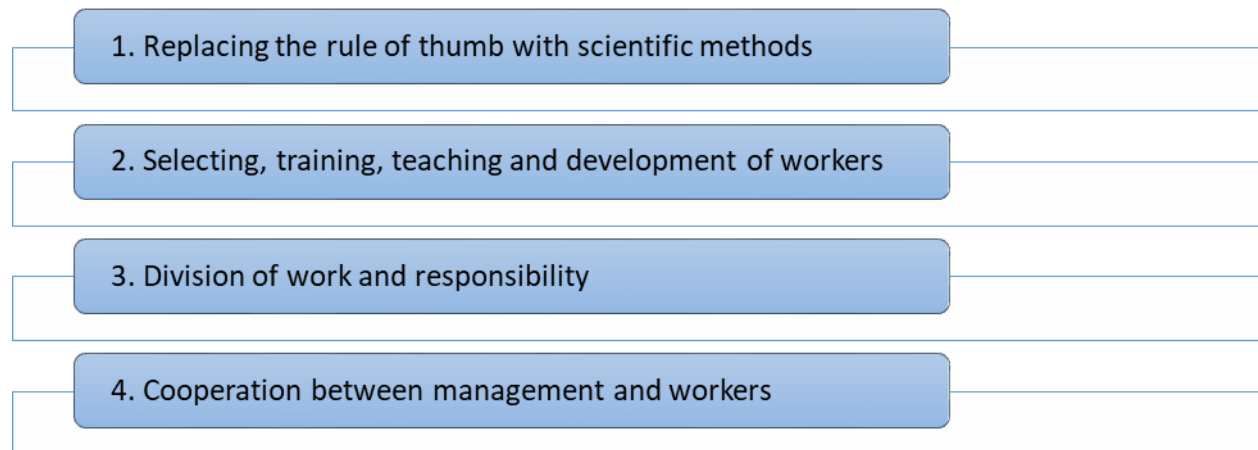 1. Replacing the rule of thumb with scientific methods
2. Selecting, training, teaching and development of workers
3. Division of work and responsibility
4. Cooperation between management and workers